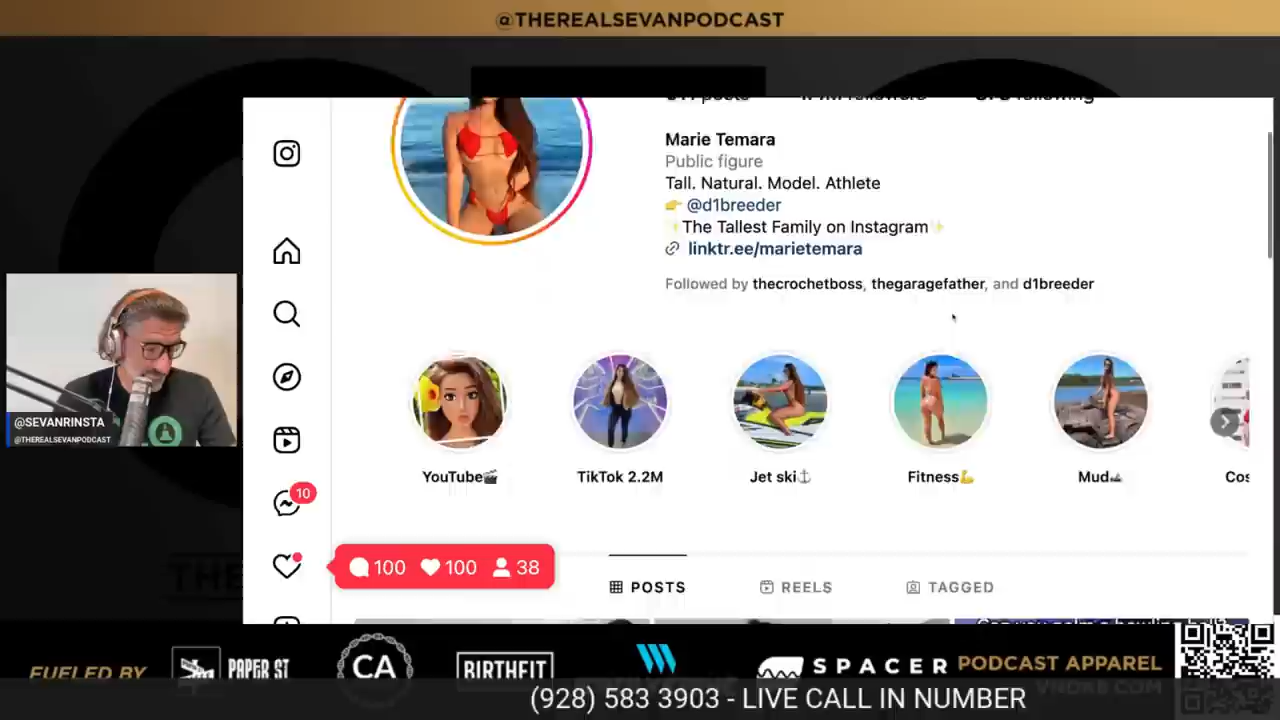 @THEREALSEVANPODCAST
Marie Temara
Public figure
Tall. Natural. Model. Athlete
👉 @d1breeder
✨The Tallest Family on Instagram✨
linktr.ee/marietemara
Followed by thecrochetboss, thegaragefather, and d1breeder
YouTube🎬
TikTok 2.2M
Jet ski⚓
Fitness💪
Mud
Cos
@SEVANRINSTA
@THEREALSEVANPODCAST
10
100 100 38
POSTS
REELS
TAGGED
FUELED BY
PAPER ST
CA
BIRTHFIT
SPACER
PODCAST APPAREL
(928) 583 3903 - LIVE CALL IN NUMBER